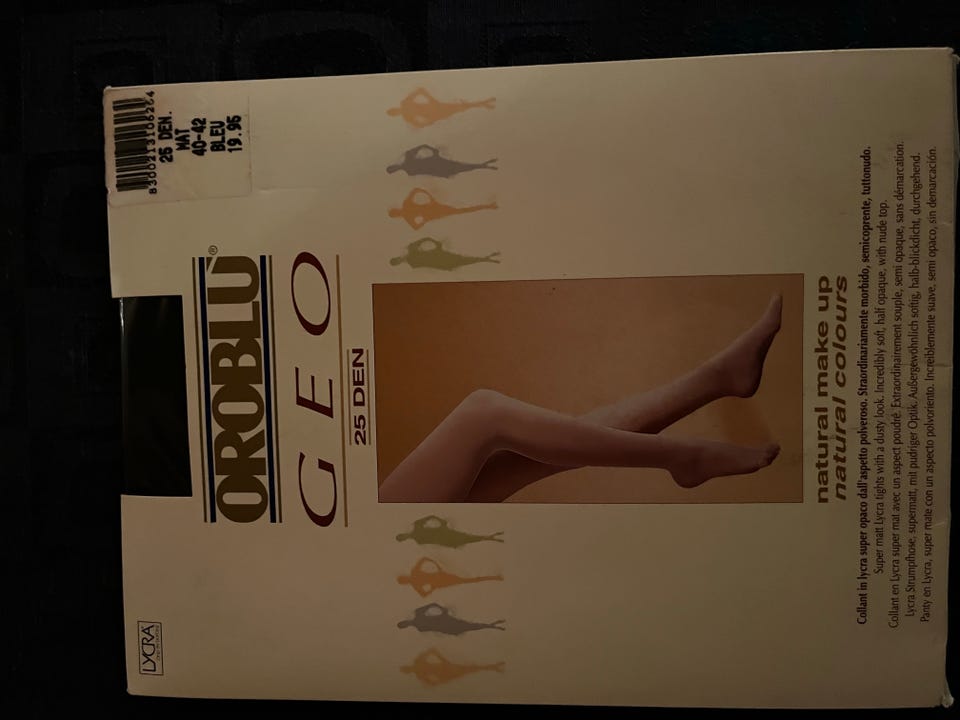 8300213106264
25 DEN.
MAT
40-42
BLEU
19.95
OROBLU®
GEO
25 DEN
natural make up
natural colours
Collant in lycra super opaco dall'aspetto polveroso. Straordinariamente morbido, semicoprente, tuttonudo.
Super matt Lycra tights with a dusty look. Incredibly soft, half opaque, with nude top.
Collant en Lycra super mat avec un aspect poudré. Extraordinairement souple, semi opaque, sans démarcation.
Lycra Strumpfhose, supermatt, mit pudriger Optik. Außergewöhnlich softig, halb-blickdicht, durchgehend.
Panty en Lycra, super mate con un aspecto polvoriento. Increiblemente suave, semi opaco, sin demarcación.
LYCRA